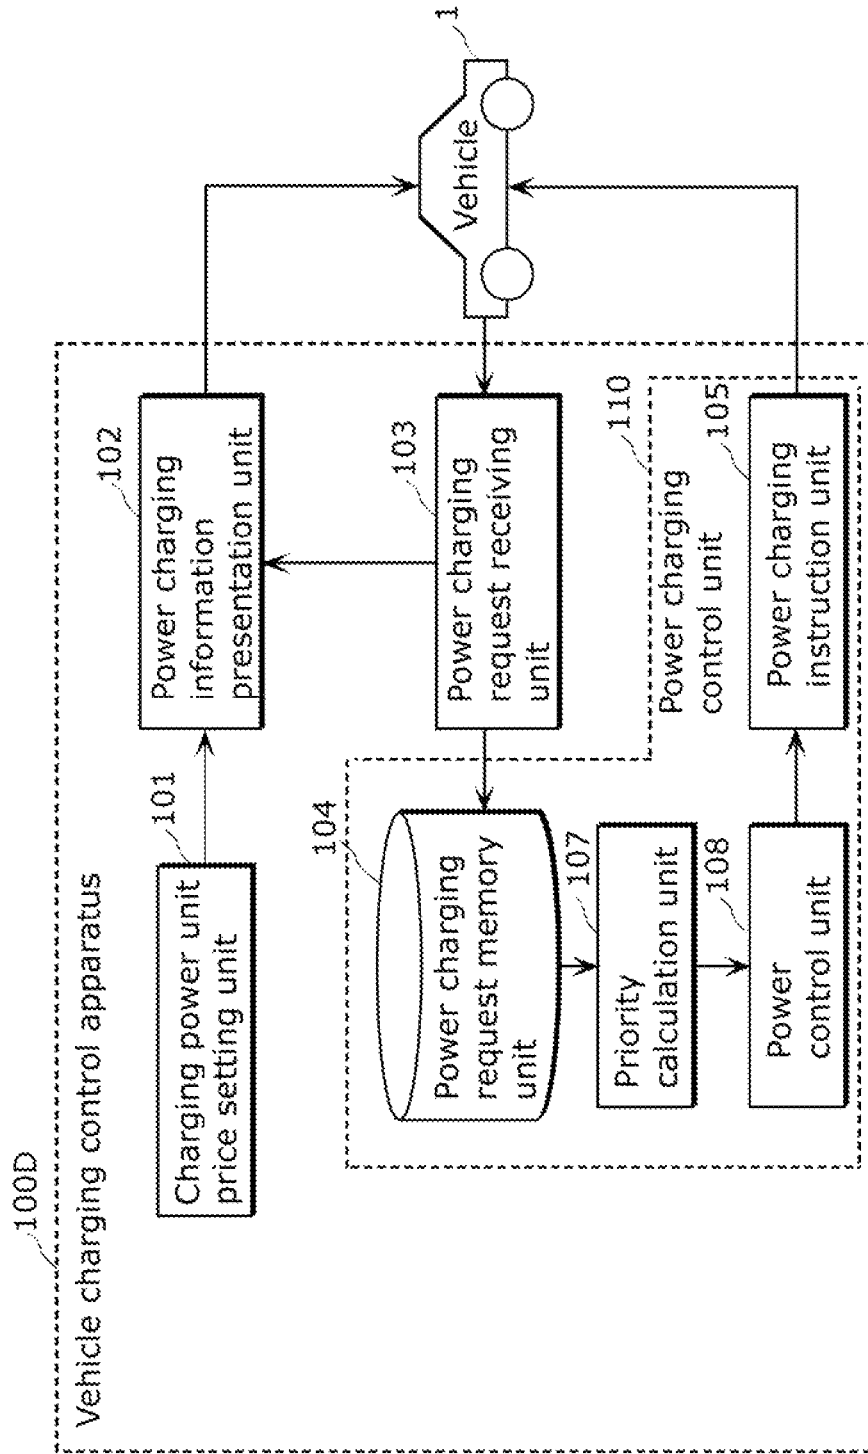 100D
Vehicle charging control apparatus
101
Charging power unit
price setting unit
102
Power charging
information
presentation unit
103
Power charging
request receiving
unit
104
Power charging
request memory
unit
107
Priority
calculation unit
108
Power
control unit
110
Power charging
control unit
105
Power charging
instruction unit
Vehicle
1